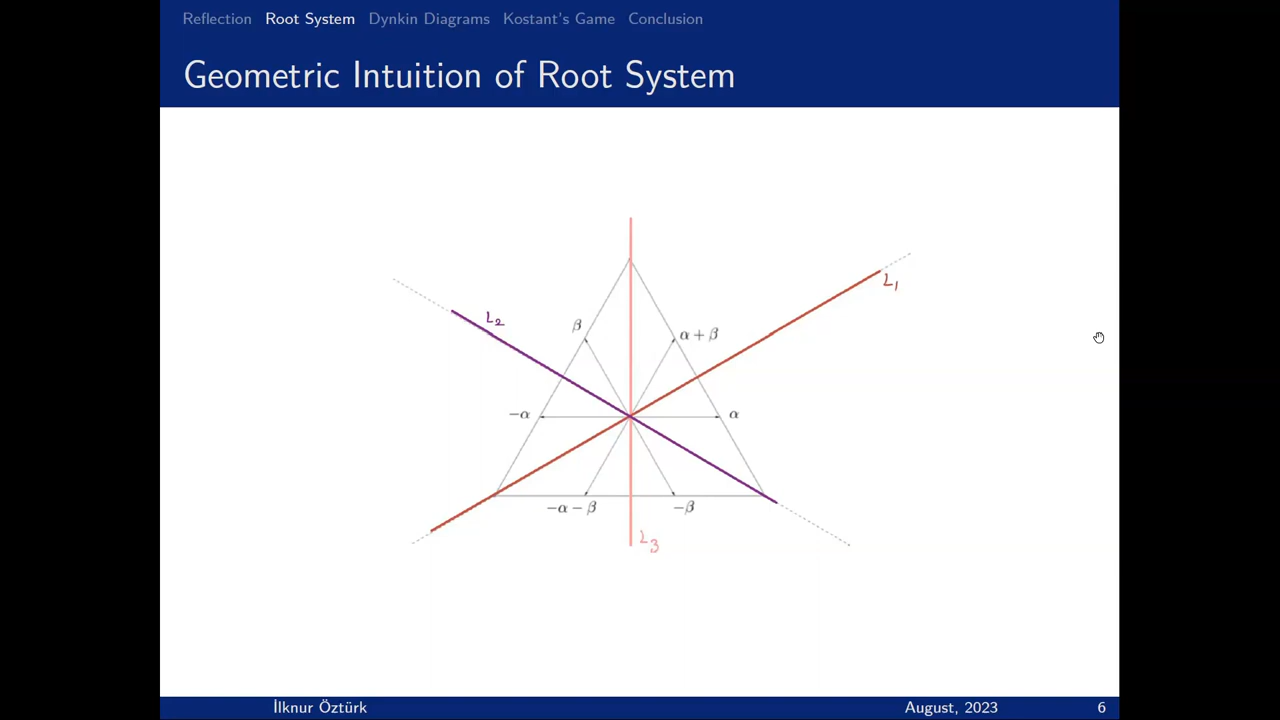 Reflection Root System Dynkin Diagrams Kostant's Game Conclusion
Geometric Intuition of Root System
L₁
L₂
β
α + β
−α
α
−α − β
−β
L₃
İlknur Öztürk August, 2023 6